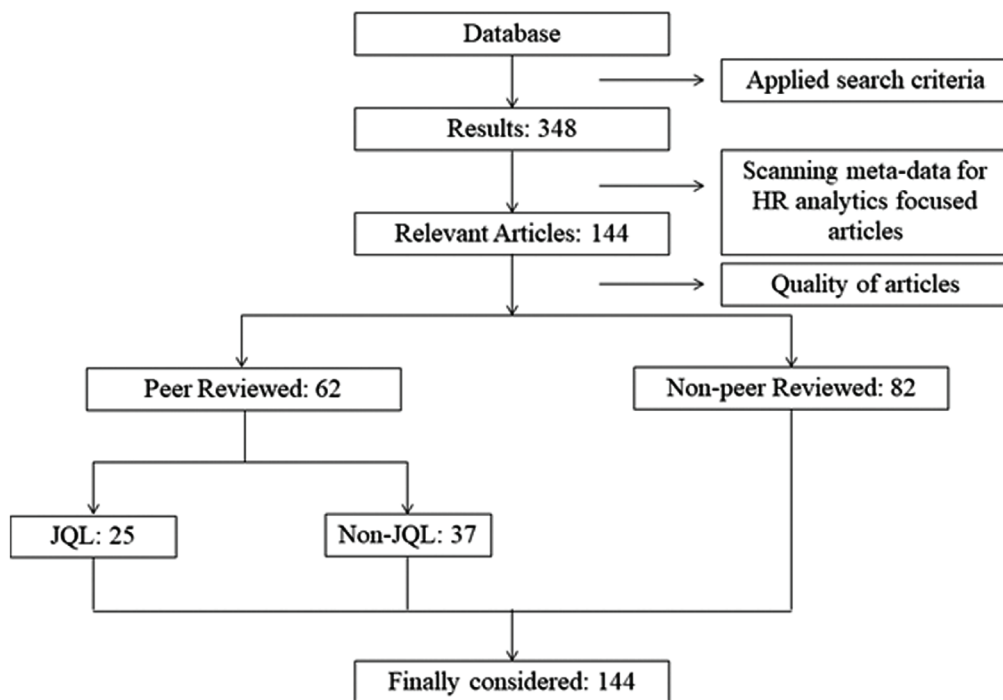 Database
Applied search criteria
Results: 348
Scanning meta-data for
HR analytics focused
articles
Relevant Articles: 144
Quality of articles
Peer Reviewed: 62
Non-peer Reviewed: 82
JQL: 25
Non-JQL: 37
Finally considered: 144